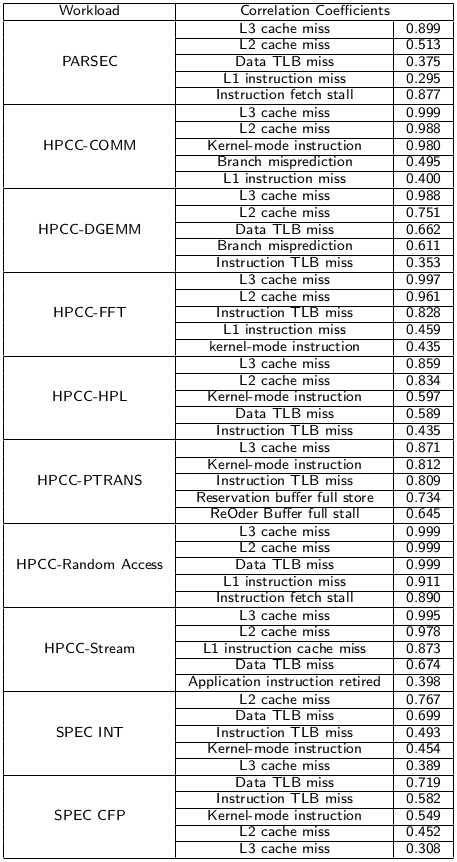 Workload Correlation Coefficients
PARSEC
L3 cache miss 0.899
L2 cache miss 0.513
Data TLB miss 0.375
L1 instruction miss 0.295
Instruction fetch stall 0.877
HPCC-COMM
L3 cache miss 0.999
L2 cache miss 0.988
Kernel-mode instruction 0.980
Branch misprediction 0.495
L1 instruction miss 0.400
HPCC-DGEMM
L3 cache miss 0.988
L2 cache miss 0.751
Data TLB miss 0.662
Branch misprediction 0.611
Instruction TLB miss 0.353
HPCC-FFT
L3 cache miss 0.997
L2 cache miss 0.961
Instruction TLB miss 0.828
L1 instruction miss 0.459
kernel-mode instruction 0.435
HPCC-HPL
L3 cache miss 0.859
L2 cache miss 0.834
Kernel-mode instruction 0.597
Data TLB miss 0.589
Instruction TLB miss 0.435
HPCC-PTRANS
L3 cache miss 0.871
Kernel-mode instruction 0.812
Instruction TLB miss 0.809
Reservation buffer full store 0.734
ReOder Buffer full stall 0.645
HPCC-Random Access
L3 cache miss 0.999
L2 cache miss 0.999
Data TLB miss 0.999
L1 instruction miss 0.911
Instruction fetch stall 0.890
HPCC-Stream
L3 cache miss 0.995
L2 cache miss 0.978
L1 instruction cache miss 0.873
Data TLB miss 0.674
Application instruction retired 0.398
SPEC INT
L2 cache miss 0.767
Data TLB miss 0.699
Instruction TLB miss 0.493
Kernel-mode instruction 0.454
L3 cache miss 0.389
SPEC CFP
Data TLB miss 0.719
Instruction TLB miss 0.582
Kernel-mode instruction 0.549
L2 cache miss 0.452
L3 cache miss 0.308